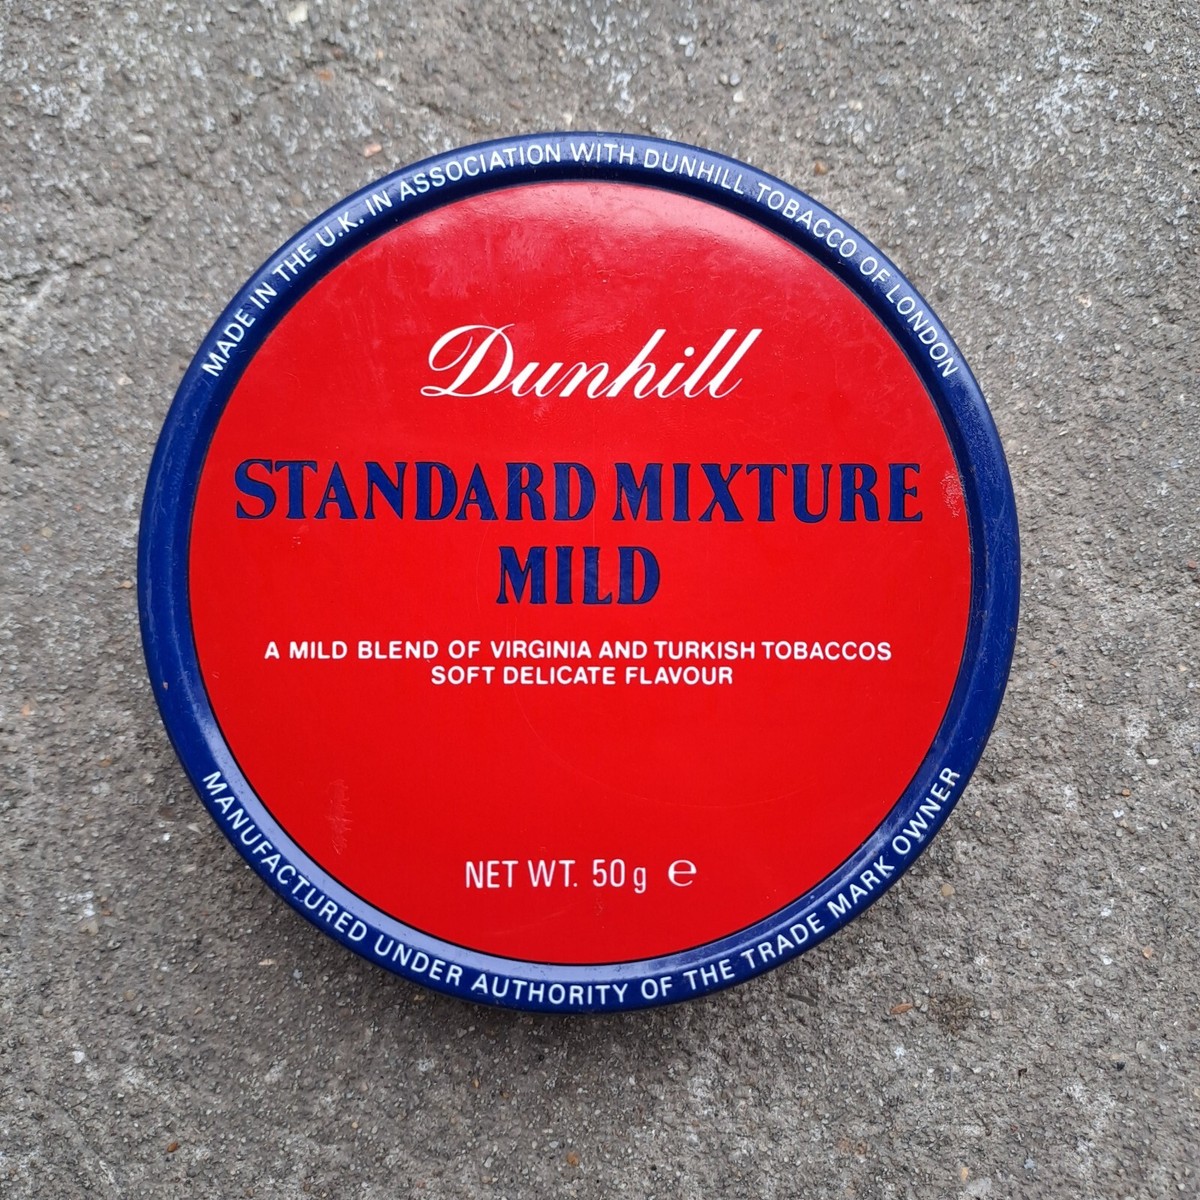 MADE IN THE U.K. IN ASSOCIATION WITH DUNHILL TOBACCO OF LONDON
Dunhill
STANDARD MIXTURE
MILD
A MILD BLEND OF VIRGINIA AND TURKISH TOBACCOS
SOFT DELICATE FLAVOUR
NET WT. 50g ℮
MANUFACTURED UNDER AUTHORITY OF THE TRADE MARK OWNER